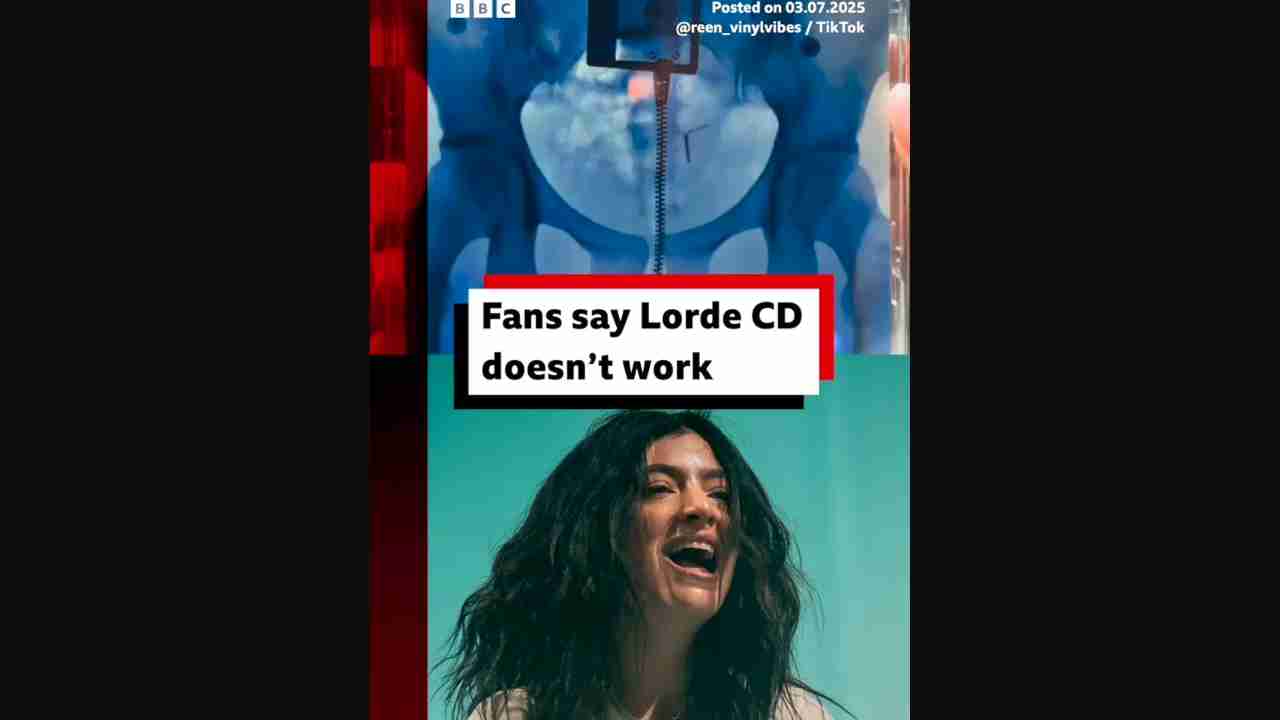 BBC
Posted on 03.07.2025
@reen_vinylvibes / TikTok
Fans say Lorde CD
doesn’t work